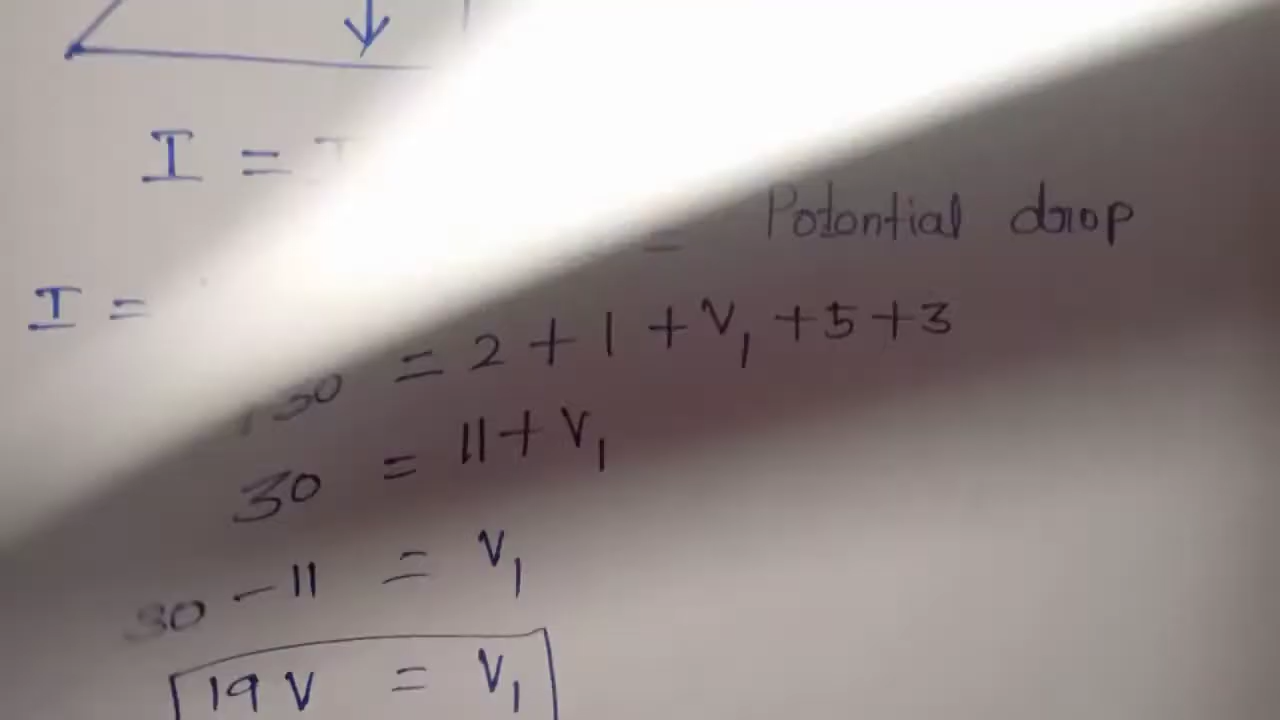 I =
= Potential drop
I =
30 = 2 + 1 + V₁ + 5 + 3
30 = 11 + V₁
30 - 11 = V₁
19 V = V₁